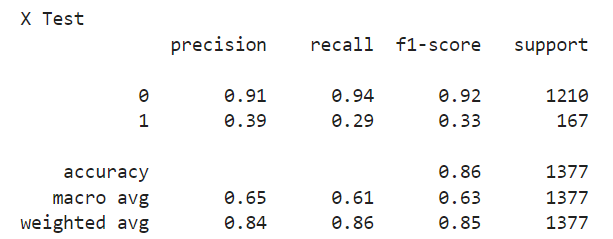 X Test
precision recall f1-score support
0 0.91 0.94 0.92 1210
1 0.39 0.29 0.33 167
accuracy 0.86 1377
macro avg 0.65 0.61 0.63 1377
weighted avg 0.84 0.86 0.85 1377